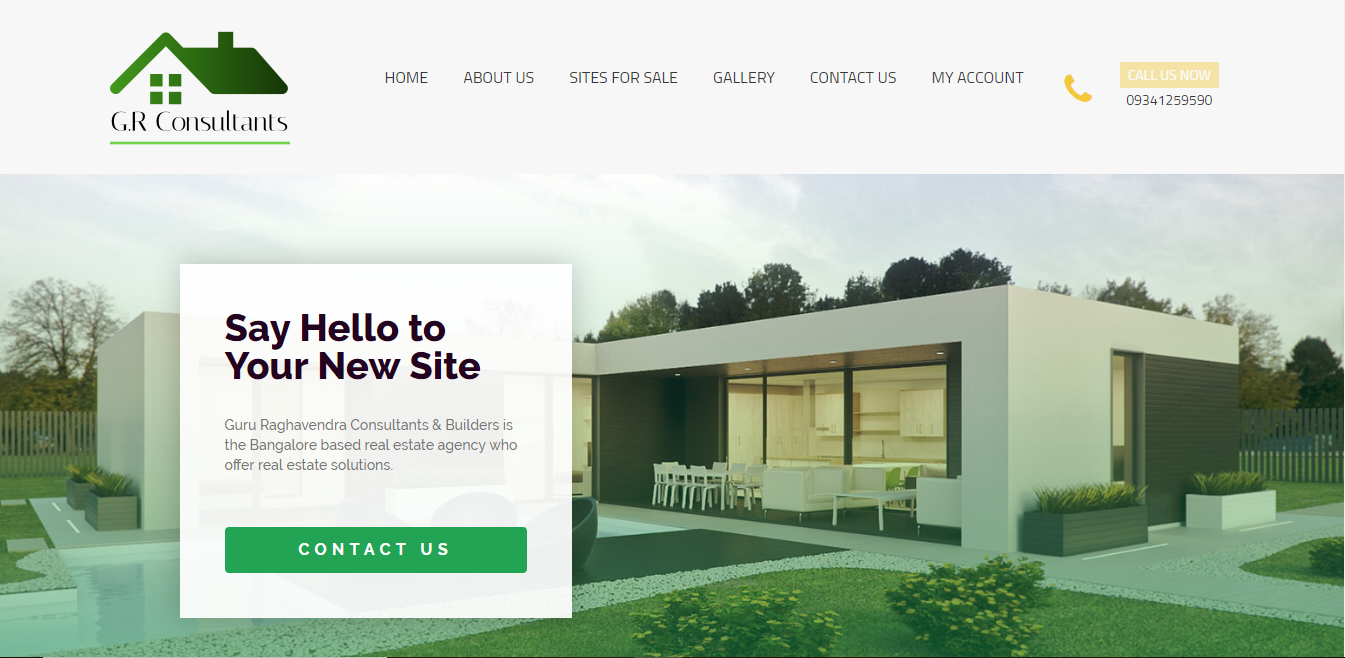 G.R Consultants
HOME ABOUT US SITES FOR SALE GALLERY CONTACT US MY ACCOUNT
CALL US NOW
09341259590
Say Hello to
Your New Site
Guru Raghavendra Consultants & Builders is
the Bangalore based real estate agency who
offer real estate solutions.
CONTACT US